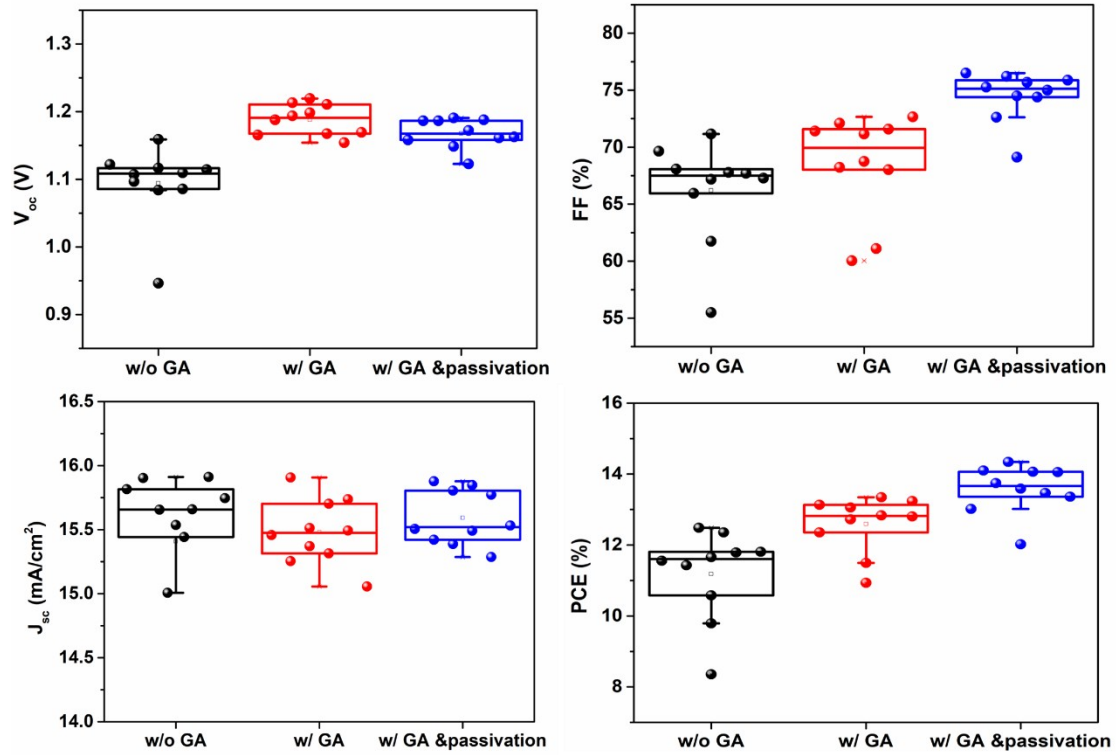 1.3
1.2
1.1
1.0
0.9
V_oc (V)
w/o GA w/ GA w/ GA &passivation
80
75
70
65
60
55
FF (%)
w/o GA w/ GA w/ GA &passivation
16.5
16.0
15.5
15.0
14.5
14.0
J_sc (mA/cm²)
w/o GA w/ GA w/ GA &passivation
16
14
12
10
8
PCE (%)
w/o GA w/ GA w/ GA &passivation